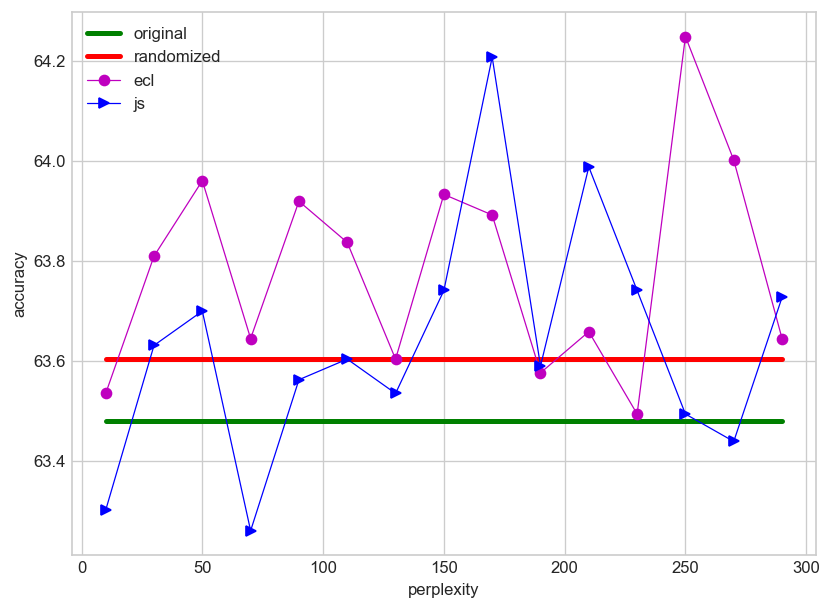 original
randomized
ecl
js
64.2
64.0
63.8
63.6
63.4
accuracy
0 50 100 150 200 250 300
perplexity